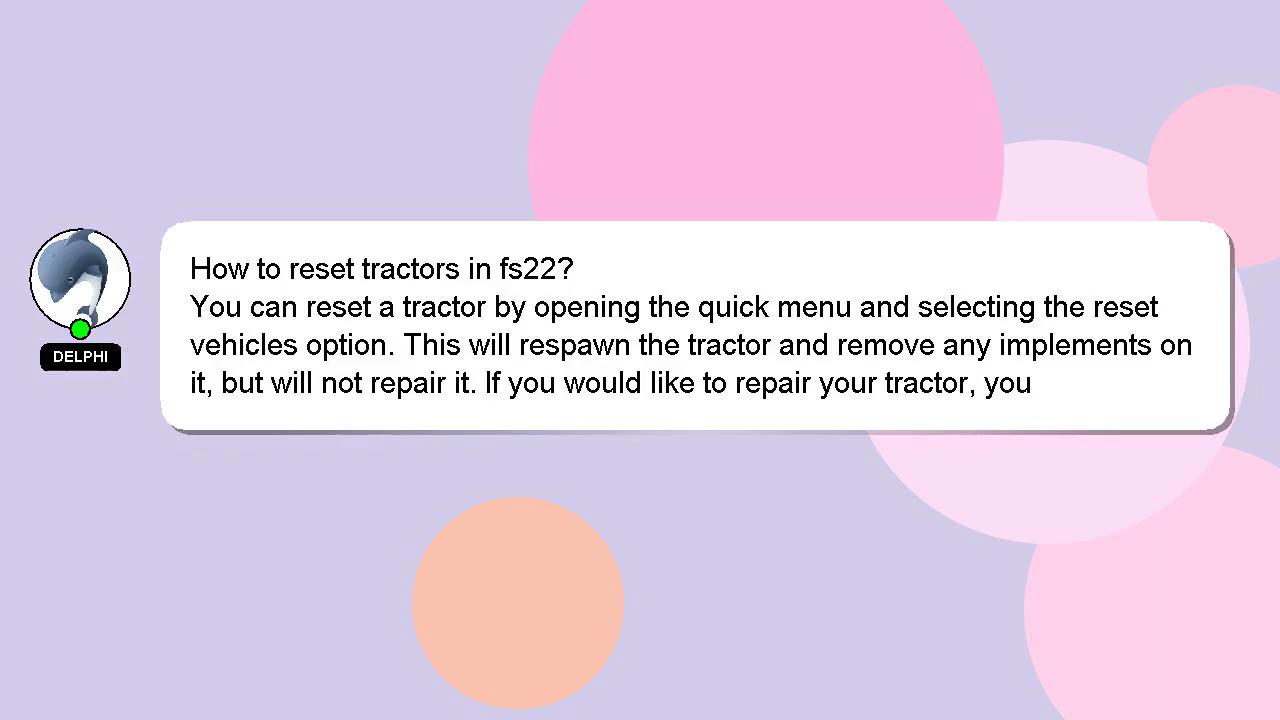 How to reset tractors in fs22?
You can reset a tractor by opening the quick menu and selecting the reset
vehicles option. This will respawn the tractor and remove any implements on
it, but will not repair it. If you would like to repair your tractor, you
DELPHI